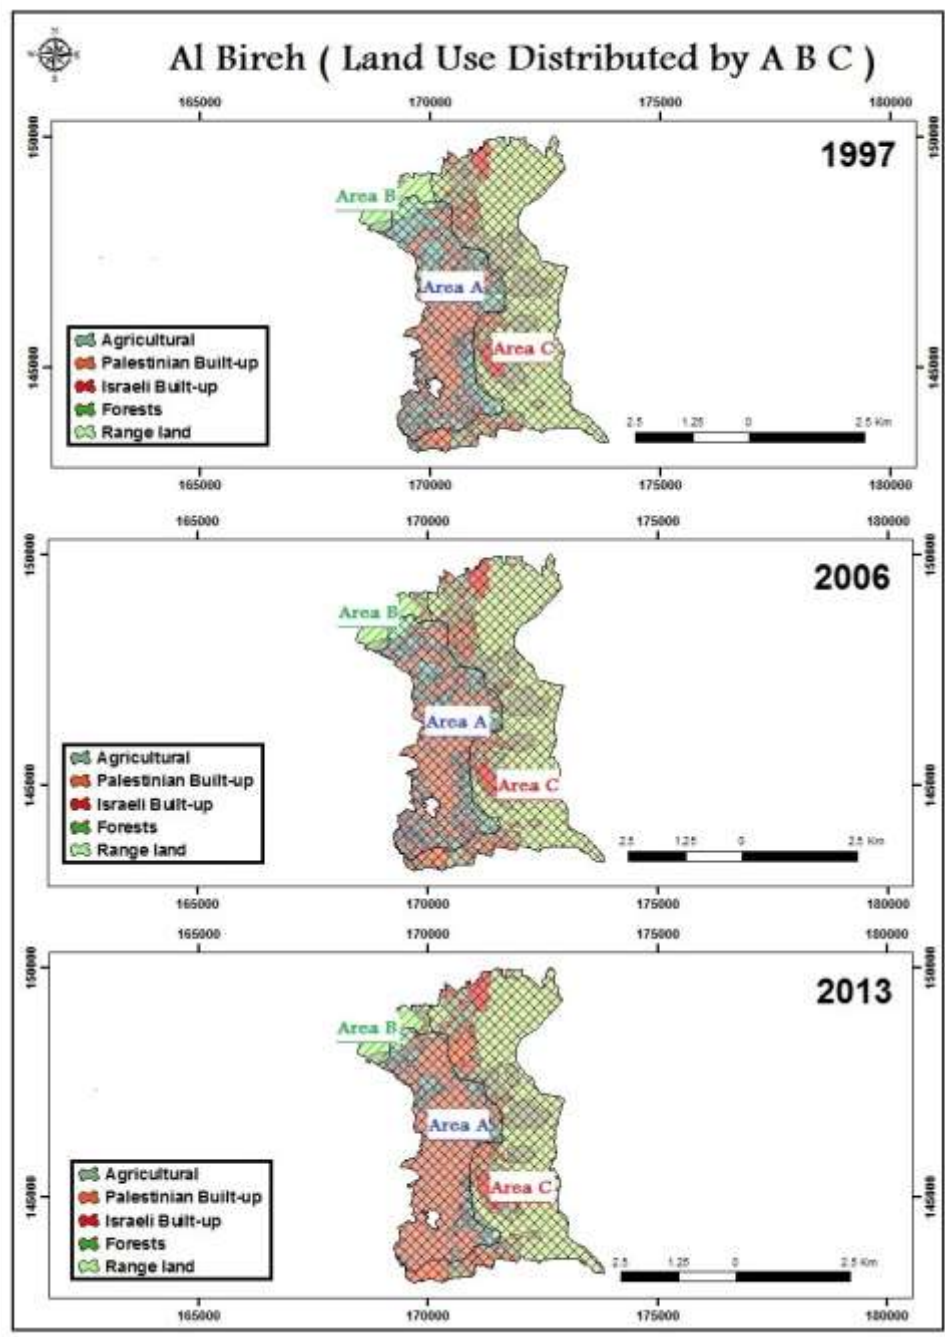 Al Bireh ( Land Use Distributed by A B C )
N
165000 170000 175000 180000
150000 150000
1997
Area B
Area A
Area C
Agricultural
Palestinian Built-up
Israeli Built-up
Forests
Range land
145000 145000
2.5 1.25 0 2.5 Km
165000 170000 175000 180000
165000 170000 175000 180000
150000 150000
2006
Area B
Area A
Area C
Agricultural
Palestinian Built-up
Israeli Built-up
Forests
Range land
145000 145000
2.5 1.25 0 2.5 Km
165000 170000 175000 180000
165000 170000 175000 180000
150000 150000
2013
Area B
Area A
Area C
Agricultural
Palestinian Built-up
Israeli Built-up
Forests
Range land
145000 145000
2.5 1.25 0 2.5 Km
165000 170000 175000 180000